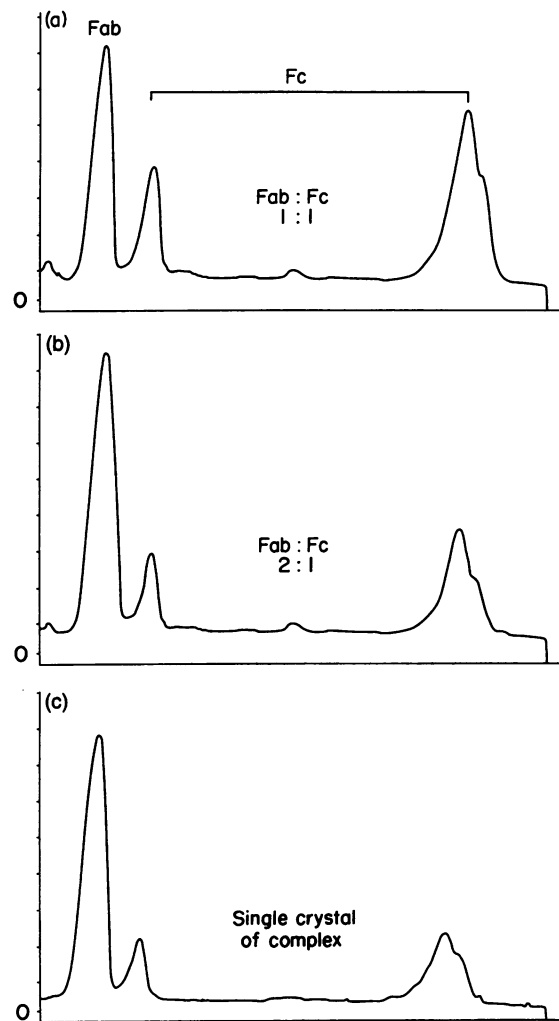 (a)
Fab
Fc
Fab : Fc
1 : 1
0
(b)
Fab : Fc
2 : 1
0
(c)
Single crystal
of complex
0